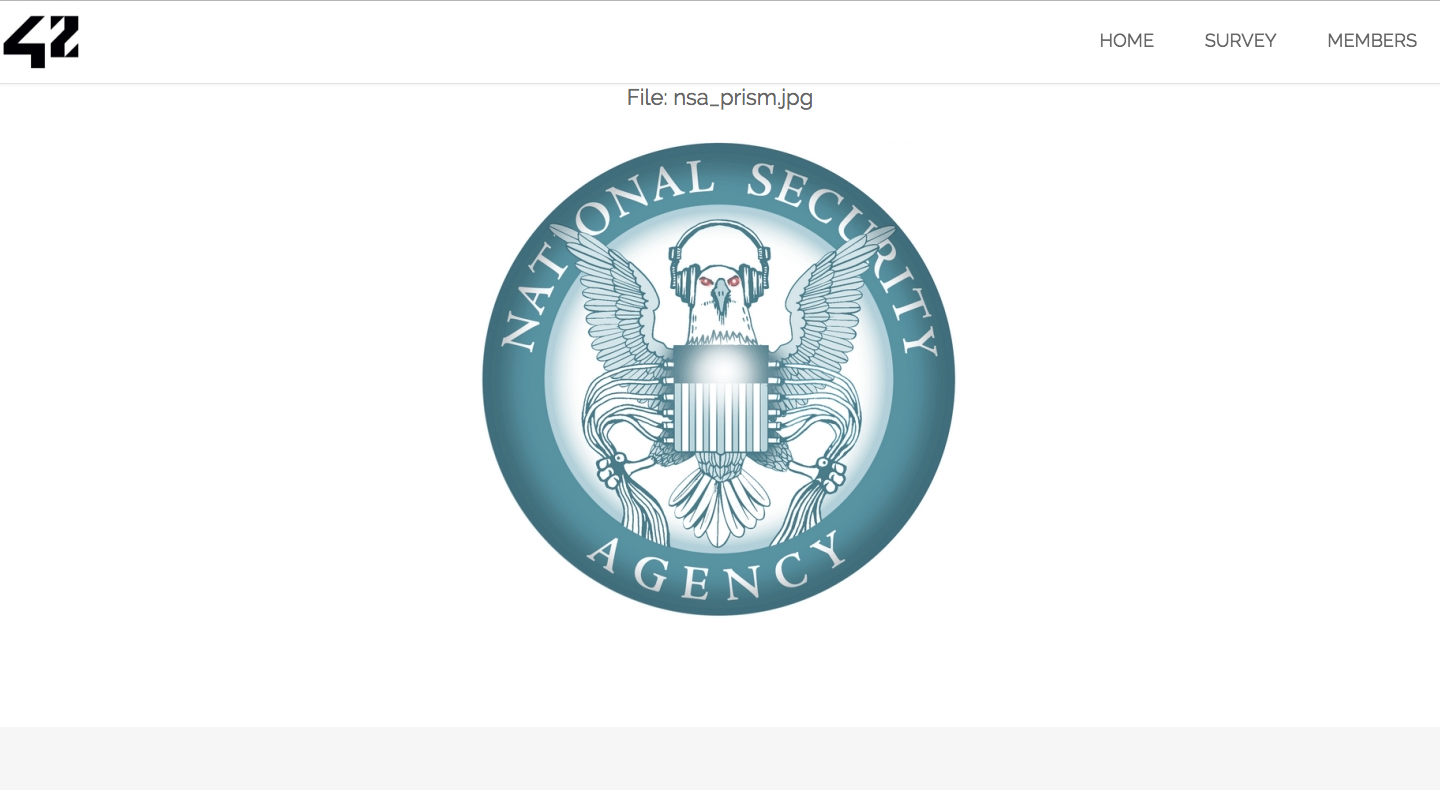 42
HOME SURVEY MEMBERS
File: nsa_prism.jpg
NATIONAL SECURITY
AGENCY